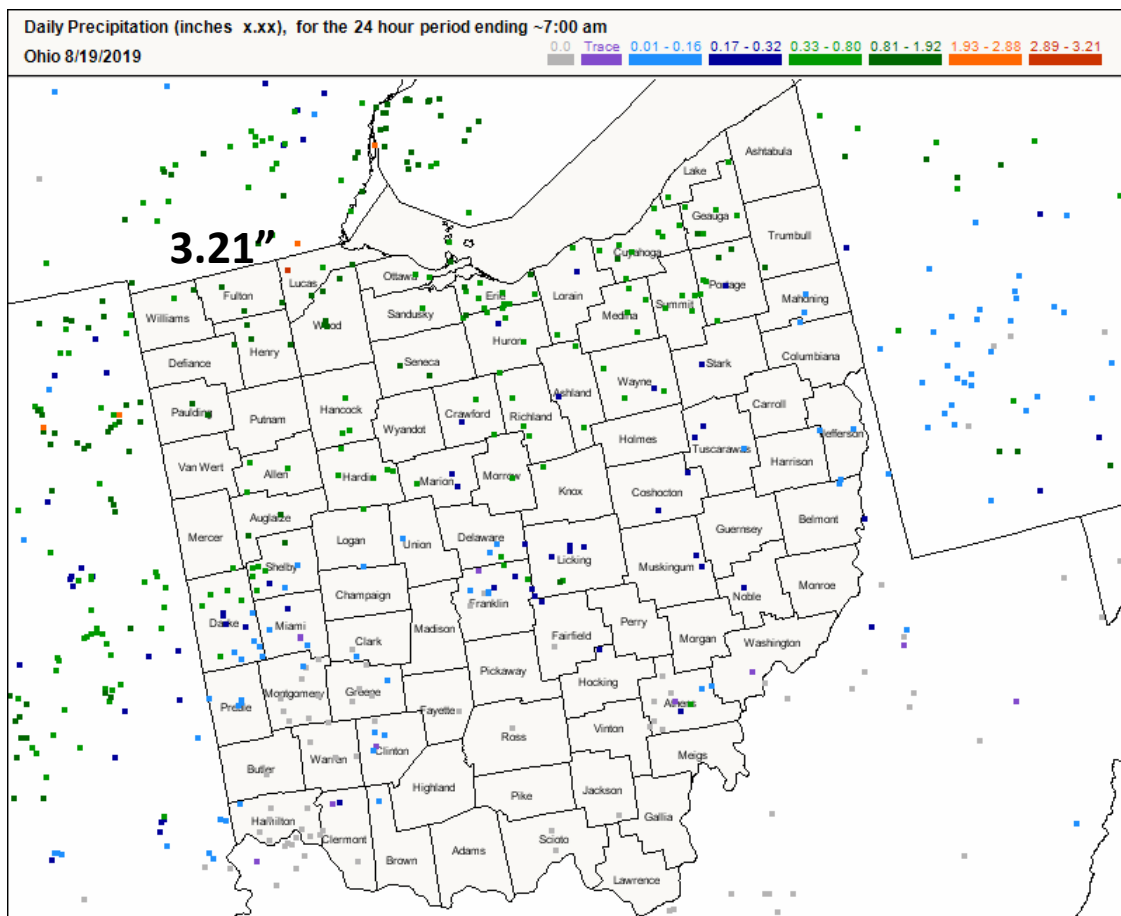 Daily Precipitation (inches x.xx), for the 24 hour period ending ~7:00 am
Ohio 8/19/2019
0.0 Trace 0.01 - 0.16 0.17 - 0.32 0.33 - 0.80 0.81 - 1.92 1.93 - 2.88 2.89 - 3.21
Ashtabula
Lake
Geauga
3.21”
Trumbull
Cuyahoga
Lucas
Ottawa
Fulton
Erie
Lorain
Portage
Mahoning
Williams
Wood
Sandusky
Medina
Summit
Huron
Henry
Defiance
Seneca
Stark
Columbiana
Wayne
Ashland
Carroll
Paulding
Putnam
Hancock
Crawford
Richland
Wyandot
Holmes
Jefferson
Tuscarawas
Harrison
Van Wert
Allen
Hardin
Marion
Morrow
Knox
Coshocton
Auglaize
Belmont
Mercer
Logan
Union
Delaware
Guernsey
Shelby
Licking
Muskingum
Champaign
Monroe
Franklin
Noble
Darke
Miami
Madison
Perry
Clark
Fairfield
Morgan
Washington
Pickaway
Hocking
Preble
Montgomery
Greene
Fayette
Athens
Ross
Vinton
Clinton
Warren
Meigs
Butler
Highland
Pike
Jackson
Gallia
Hamilton
Clermont
Scioto
Adams
Brown
Lawrence